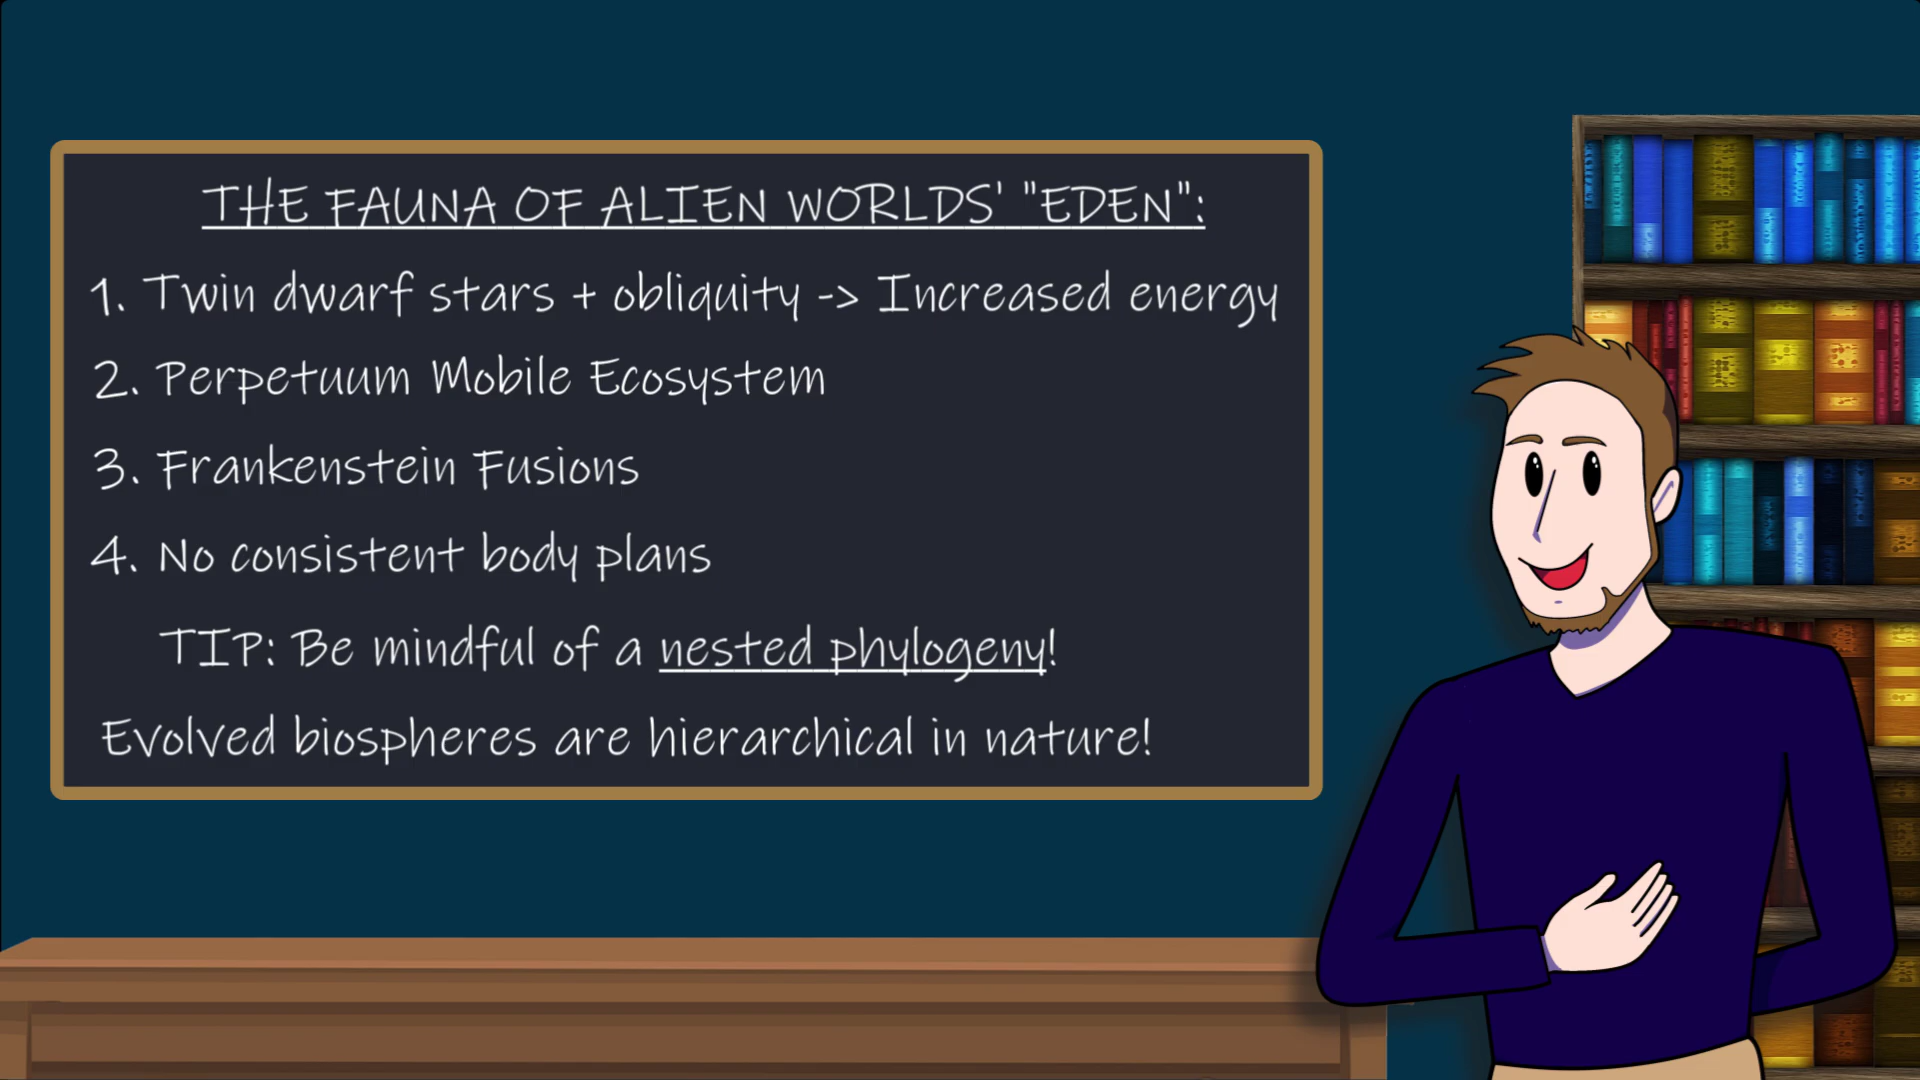 THE FAUNA OF ALIEN WORLDS' "EDEN":
1. Twin dwarf stars + obliquity -> Increased energy
2. Perpetuum Mobile Ecosystem
3. Frankenstein Fusions
4. No consistent body plans
TIP: Be mindful of a nested phylogeny!
Evolved biospheres are hierarchical in nature!